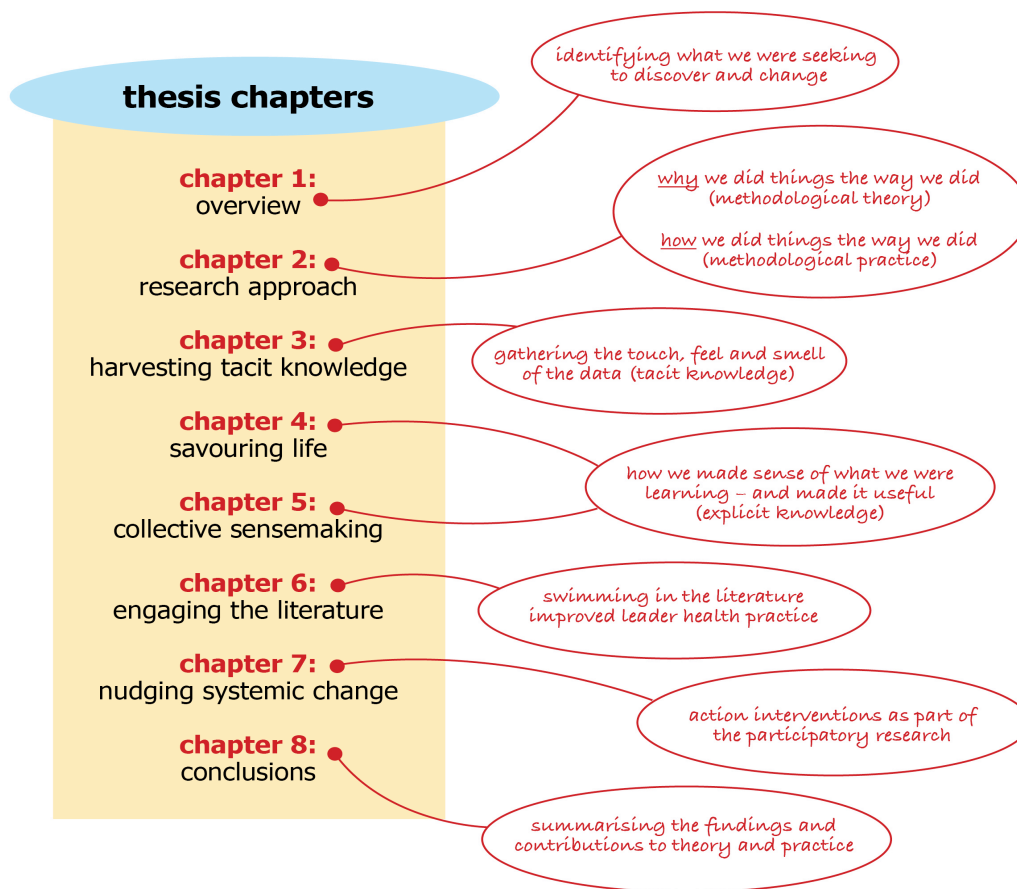 thesis chapters
chapter 1:
overview
identifying what we were seeking
to discover and change
chapter 2:
research approach
why we did things the way we did
(methodological theory)
how we did things the way we did
(methodological practice)
chapter 3:
harvesting tacit knowledge
gathering the touch, feel and smell
of the data (tacit knowledge)
chapter 4:
savouring life
chapter 5:
collective sensemaking
how we made sense of what we were
learning – and made it useful
(explicit knowledge)
chapter 6:
engaging the literature
swimming in the literature
improved leader health practice
chapter 7:
nudging systemic change
action interventions as part of
the participatory research
chapter 8:
conclusions
summarising the findings and
contributions to theory and practice